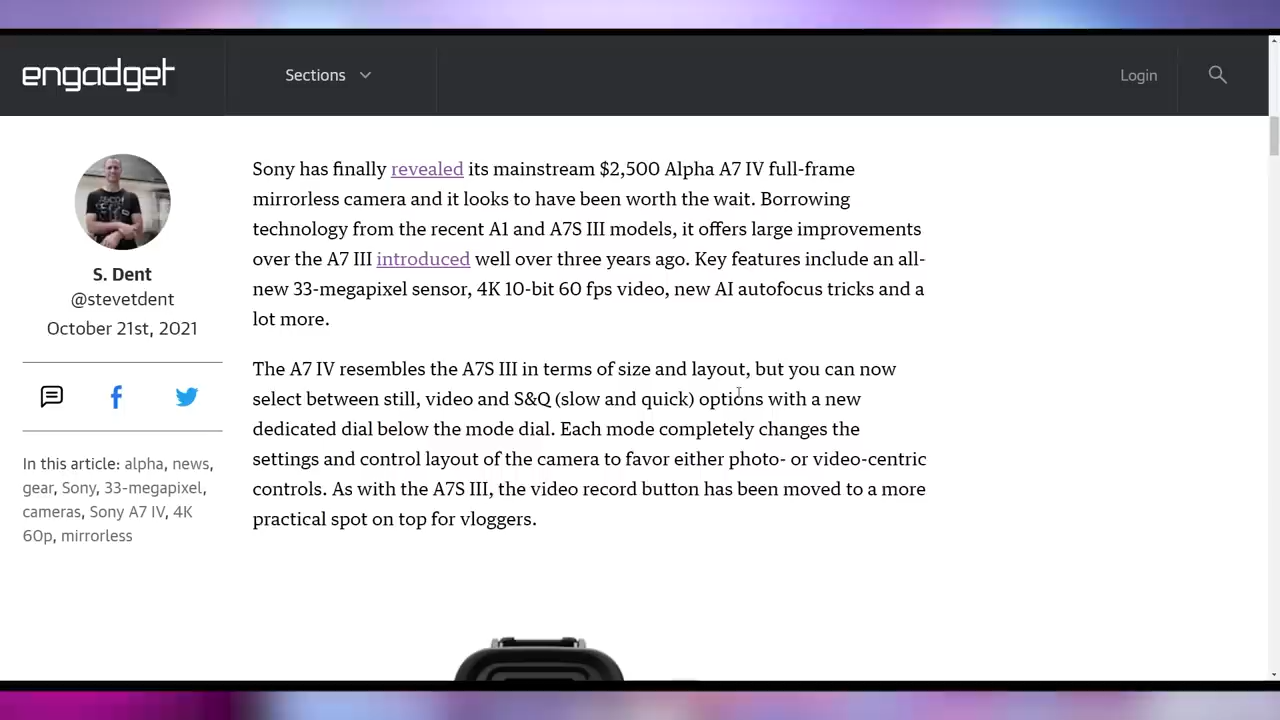 engadget
Sections
Login
S. Dent
@stevetdent
October 21st, 2021
In this article: alpha, news,
gear, Sony, 33-megapixel,
cameras, Sony A7 IV, 4K
60p, mirrorless
Sony has finally revealed its mainstream $2,500 Alpha A7 IV full-frame
mirrorless camera and it looks to have been worth the wait. Borrowing
technology from the recent A1 and A7S III models, it offers large improvements
over the A7 III introduced well over three years ago. Key features include an all-
new 33-megapixel sensor, 4K 10-bit 60 fps video, new AI autofocus tricks and a
lot more.
The A7 IV resembles the A7S III in terms of size and layout, but you can now
select between still, video and S&Q (slow and quick) options with a new
dedicated dial below the mode dial. Each mode completely changes the
settings and control layout of the camera to favor either photo- or video-centric
controls. As with the A7S III, the video record button has been moved to a more
practical spot on top for vloggers.